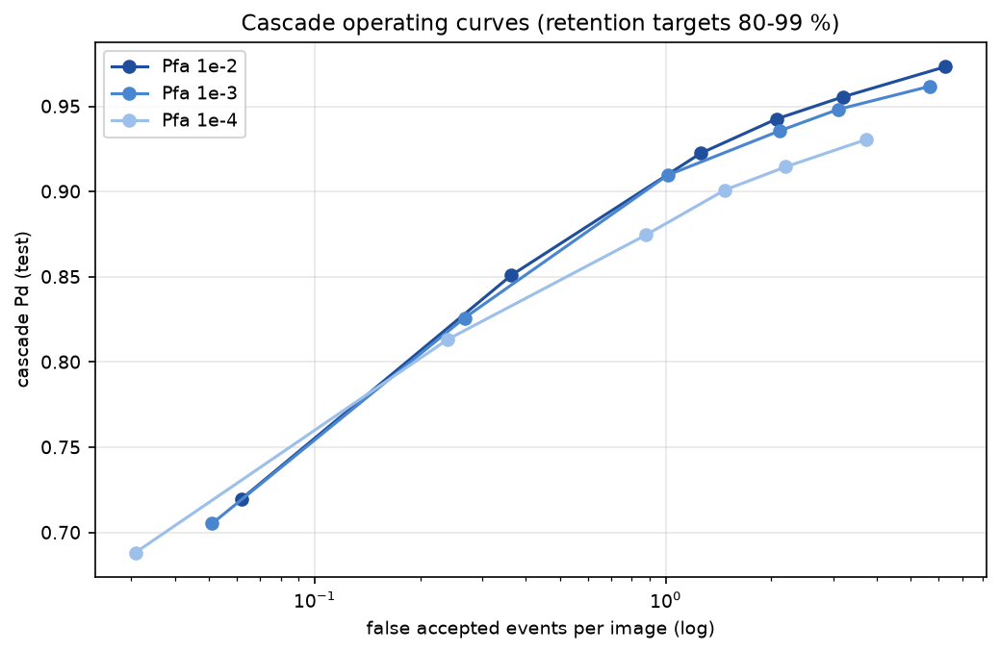 Cascade operating curves (retention targets 80-99 %)
Pfa 1e-2
Pfa 1e-3
Pfa 1e-4
0.95
0.90
0.85
0.80
0.75
0.70
cascade Pd (test)
10⁻¹
10⁰
false accepted events per image (log)